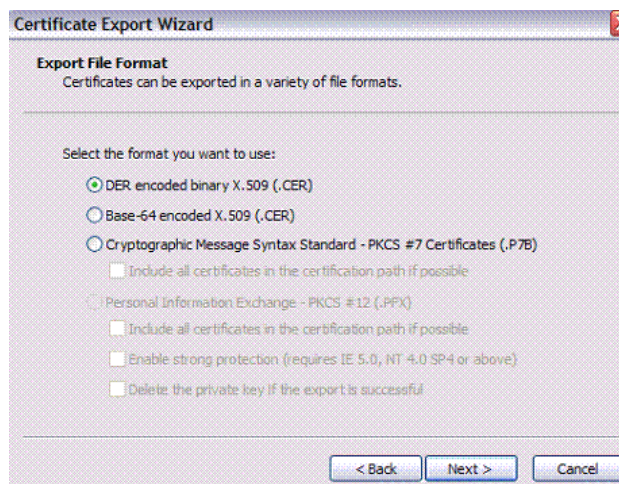 Certificate Export Wizard
Export File Format
Certificates can be exported in a variety of file formats.
Select the format you want to use:
DER encoded binary X.509 (.CER)
Base-64 encoded X.509 (.CER)
Cryptographic Message Syntax Standard - PKCS #7 Certificates (.P7B)
Include all certificates in the certification path if possible
Personal Information Exchange - PKCS #12 (.PFX)
Include all certificates in the certification path if possible
Enable strong protection (requires IE 5.0, NT 4.0 SP4 or above)
Delete the private key if the export is successful
< Back Next > Cancel